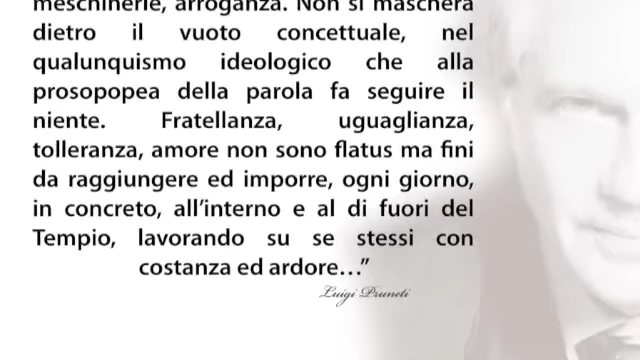 meschinerie, arroganza. Non si maschera
dietro il vuoto concettuale, nel
qualunquismo ideologico che alla
prosopopea della parola fa seguire il
niente. Fratellanza, uguaglianza,
tolleranza, amore non sono flatus ma fini
da raggiungere ed imporre, ogni giorno,
in concreto, all’interno e al di fuori del
Tempio, lavorando su se stessi con
costanza ed ardore…”
Luigi Pruneti